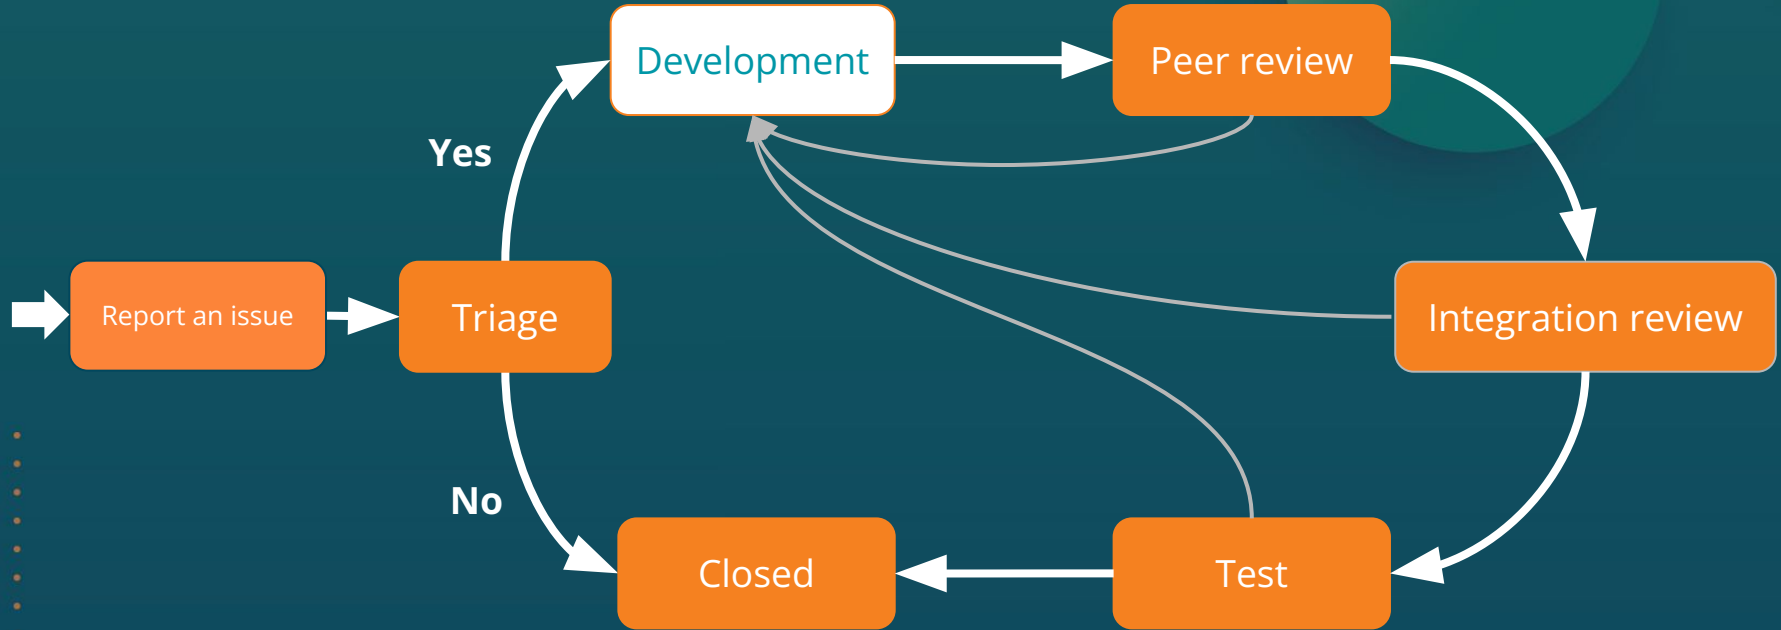 Development
Peer review
Yes
Report an issue
Triage
Integration review
No
Closed
Test